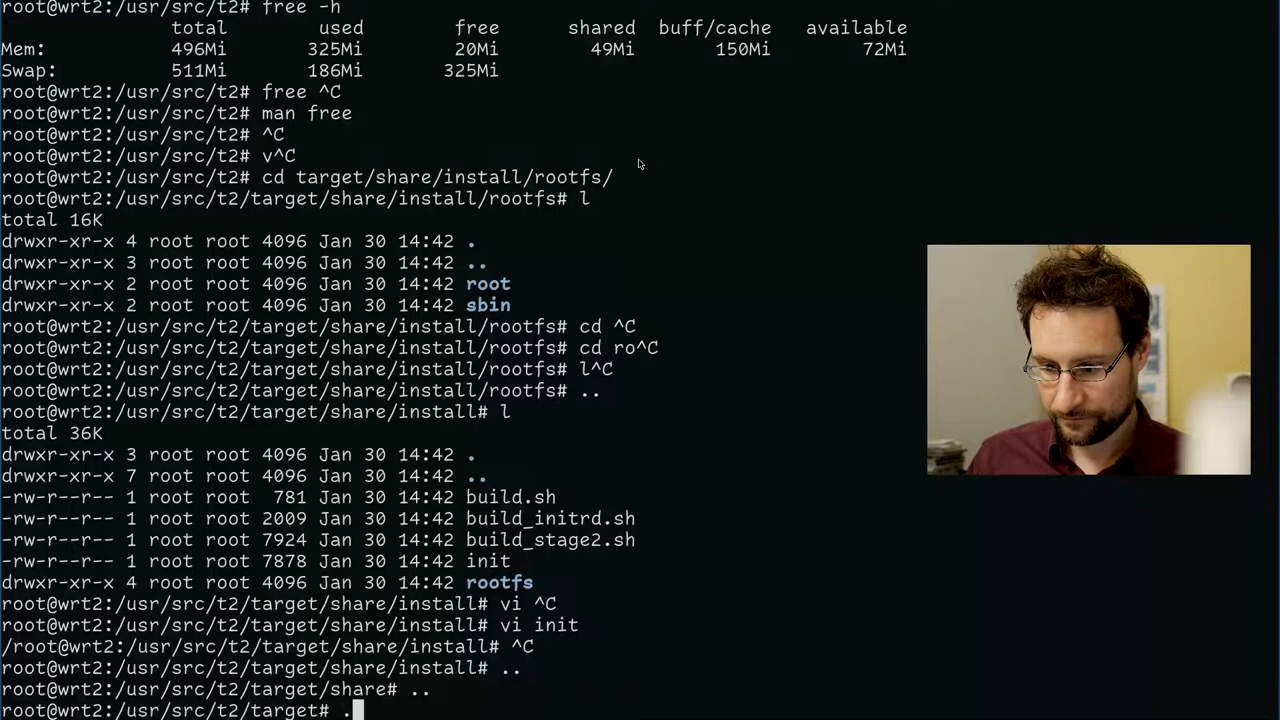 root@wrt2:/usr/src/t2# free -h
total used free shared buff/cache available
Mem: 496Mi 325Mi 20Mi 49Mi 150Mi 72Mi
Swap: 511Mi 186Mi 325Mi
root@wrt2:/usr/src/t2# free ^C
root@wrt2:/usr/src/t2# man free
root@wrt2:/usr/src/t2# ^C
root@wrt2:/usr/src/t2# v^C
root@wrt2:/usr/src/t2# cd target/share/install/rootfs/
root@wrt2:/usr/src/t2/target/share/install/rootfs# l
total 16K
drwxr-xr-x 4 root root 4096 Jan 30 14:42 .
drwxr-xr-x 3 root root 4096 Jan 30 14:42 ..
drwxr-xr-x 2 root root 4096 Jan 30 14:42 root
drwxr-xr-x 2 root root 4096 Jan 30 14:42 sbin
root@wrt2:/usr/src/t2/target/share/install/rootfs# cd ^C
root@wrt2:/usr/src/t2/target/share/install/rootfs# cd ro^C
root@wrt2:/usr/src/t2/target/share/install/rootfs# l^C
root@wrt2:/usr/src/t2/target/share/install/rootfs# ..
root@wrt2:/usr/src/t2/target/share/install# l
total 36K
drwxr-xr-x 3 root root 4096 Jan 30 14:42 .
drwxr-xr-x 7 root root 4096 Jan 30 14:42 ..
-rw-r--r-- 1 root root 781 Jan 30 14:42 build.sh
-rw-r--r-- 1 root root 2009 Jan 30 14:42 build_initrd.sh
-rw-r--r-- 1 root root 7924 Jan 30 14:42 build_stage2.sh
-rw-r--r-- 1 root root 7878 Jan 30 14:42 init
drwxr-xr-x 4 root root 4096 Jan 30 14:42 rootfs
root@wrt2:/usr/src/t2/target/share/install# vi ^C
root@wrt2:/usr/src/t2/target/share/install# vi init
/root@wrt2:/usr/src/t2/target/share/install# ^C
root@wrt2:/usr/src/t2/target/share/install# ..
root@wrt2:/usr/src/t2/target/share# ..
root@wrt2:/usr/src/t2/target# .